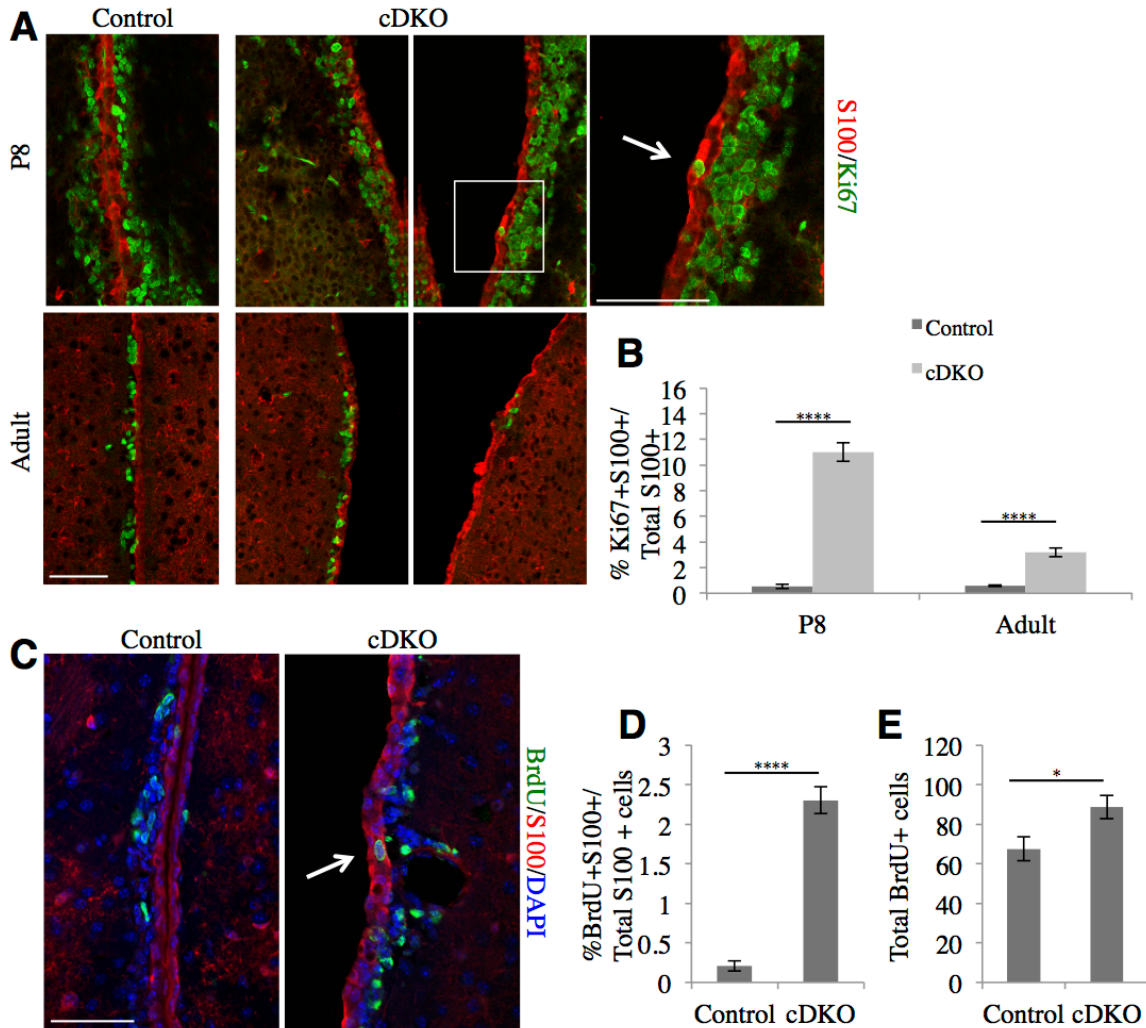 A
Control
cDKO
P8
S100/Ki67
Adult
B
Control
cDKO
% Ki67+S100+/
Total S100+
16
14
12
10
8
6
4
2
0
****
****
P8
Adult
C
Control
cDKO
BrdU/S100/DAPI
D
%BrdU+S100+/
Total S100 + cells
3
2.5
2
1.5
1
0.5
0
****
Control cDKO
E
Total BrdU+ cells
120
100
80
60
40
20
0
*
Control cDKO